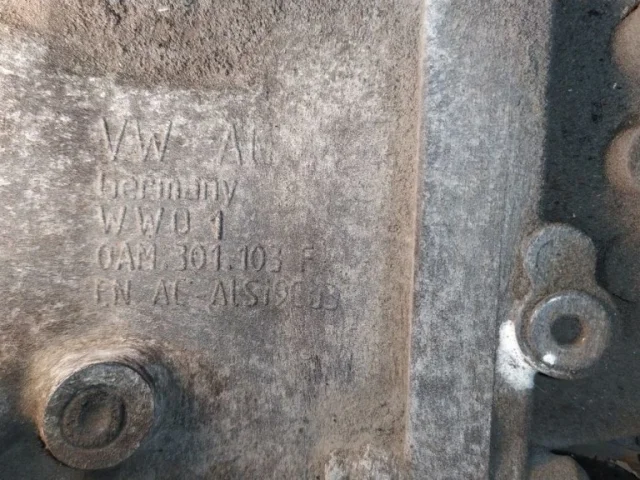 VW AG
Germany
WW0 1
0AM.301.103 F
EN AC-AlSi9Cu3